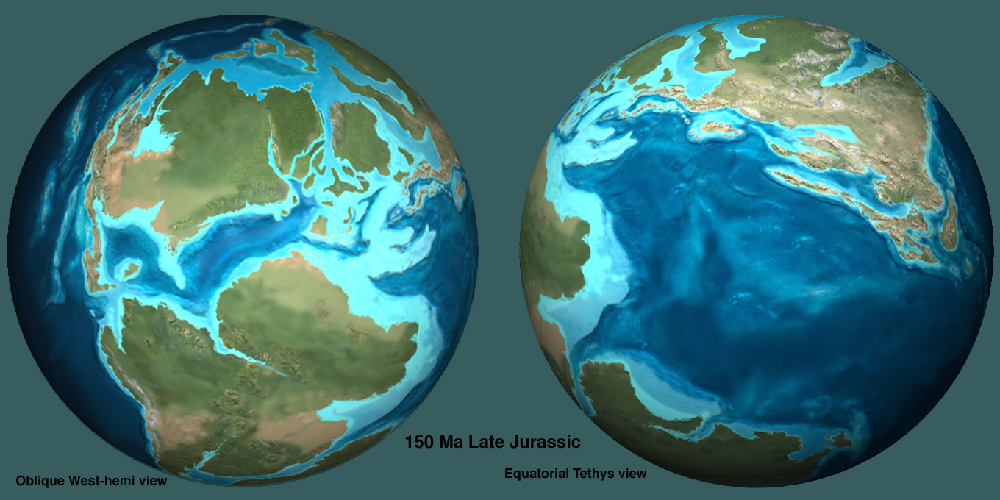 150 Ma Late Jurassic
Oblique West-hemi view
Equatorial Tethys view